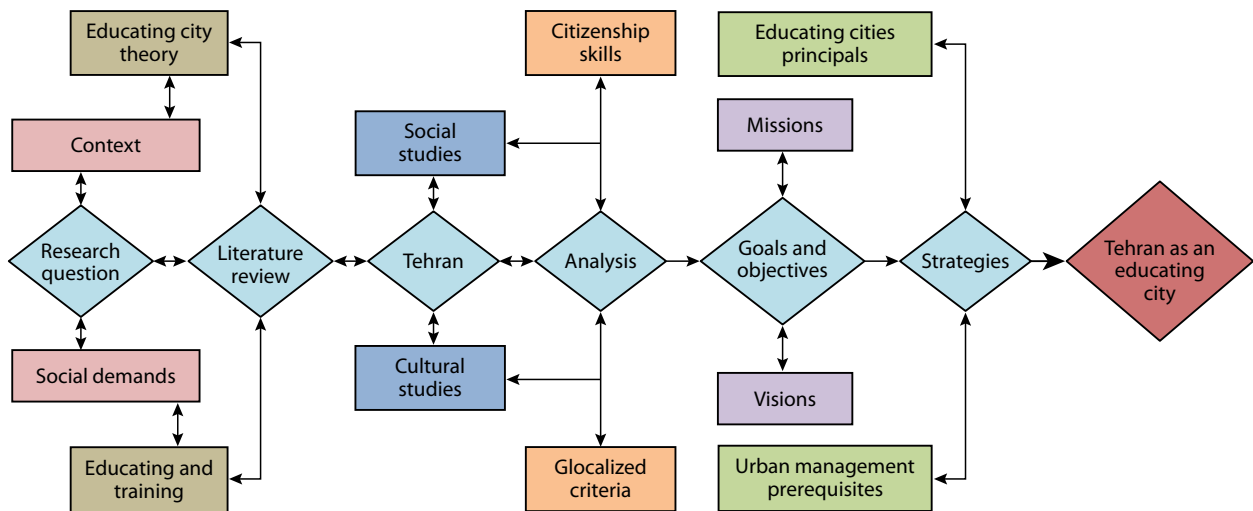 Educating city
theory
Citizenship
skills
Educating cities
principals
Context
Social
studies
Missions
Research
question
Literature
review
Tehran
Analysis
Goals and
objectives
Strategies
Tehran as an
educating
city
Social demands
Cultural
studies
Visions
Educating and
training
Glocalized
criteria
Urban management
prerequisites